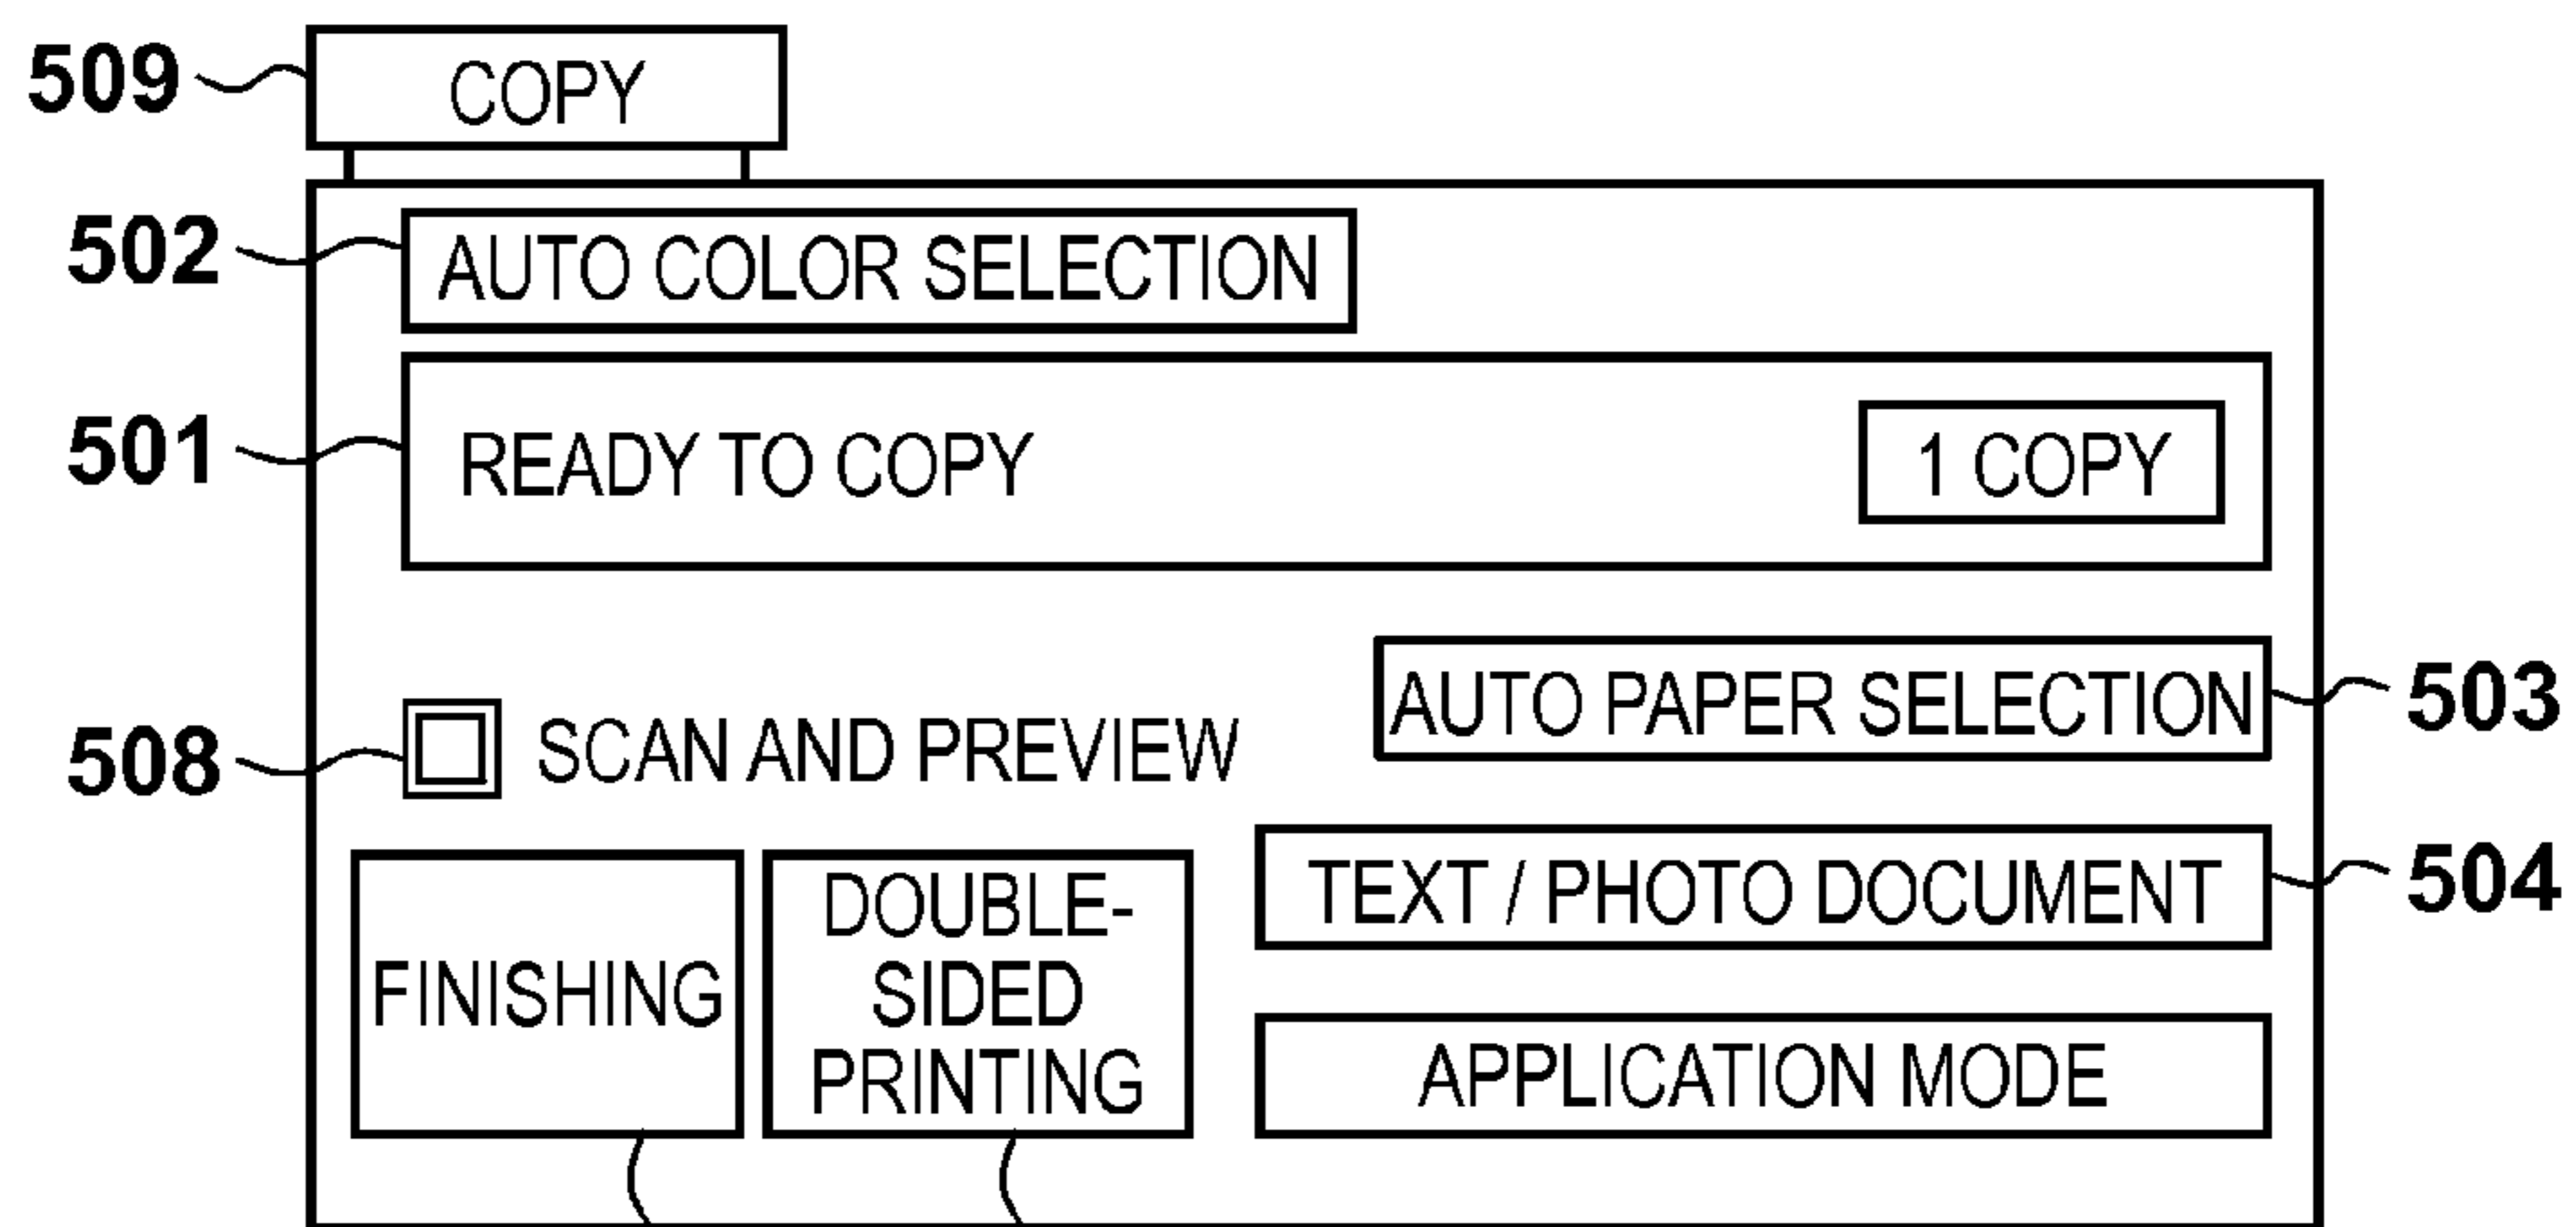 509 COPY
502 AUTO COLOR SELECTION
501 READY TO COPY 1 COPY
AUTO PAPER SELECTION 503
508 SCAN AND PREVIEW
TEXT / PHOTO DOCUMENT 504
FINISHING
DOUBLE-
SIDED
PRINTING
APPLICATION MODE